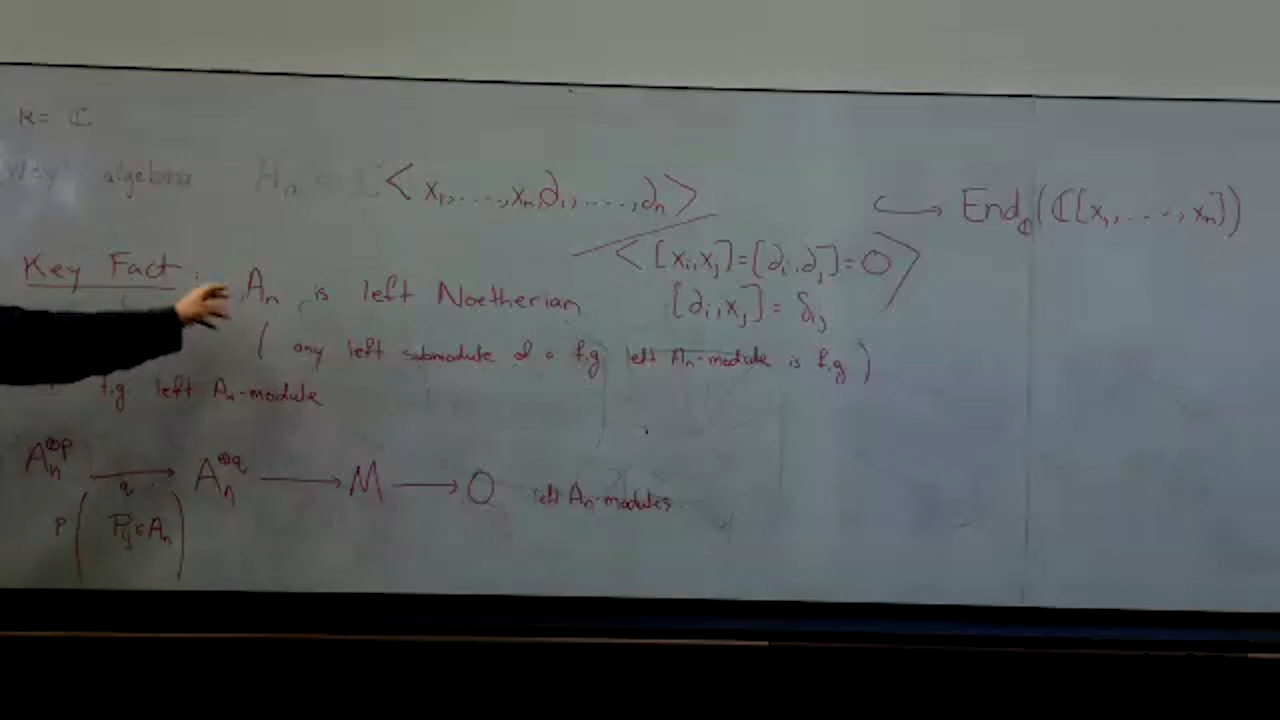 k = ℂ
Weyl algebras A_n = ℂ<x_1, ....., x_n, ∂_1, ....., ∂_n> ↪ End_ℂ(ℂ[x_1, ...., x_n])
/ <[x_i, x_j] = [∂_i, ∂_j] = 0
[∂_i, x_j] = δ_ij>
Key Fact : A_n is left Noetherian
( any left submodule of a f.g left A_n-module is f.g )
f.g. left A_n-module
A_n^{⊕p} → A_n^{⊕q} → M → 0 left A_n-modules
q
p ( P_ij ∈ A_n )